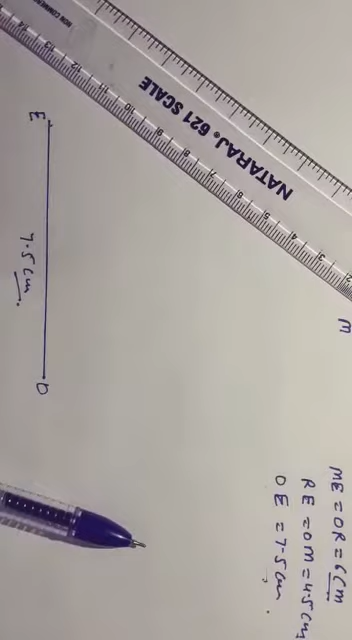 NATARAJ® 621 SCALE
M
ME = OR = 6 cm
RE = OM = 4.5 cm
OE = 7.5 cm.
E
7.5 cm.
O